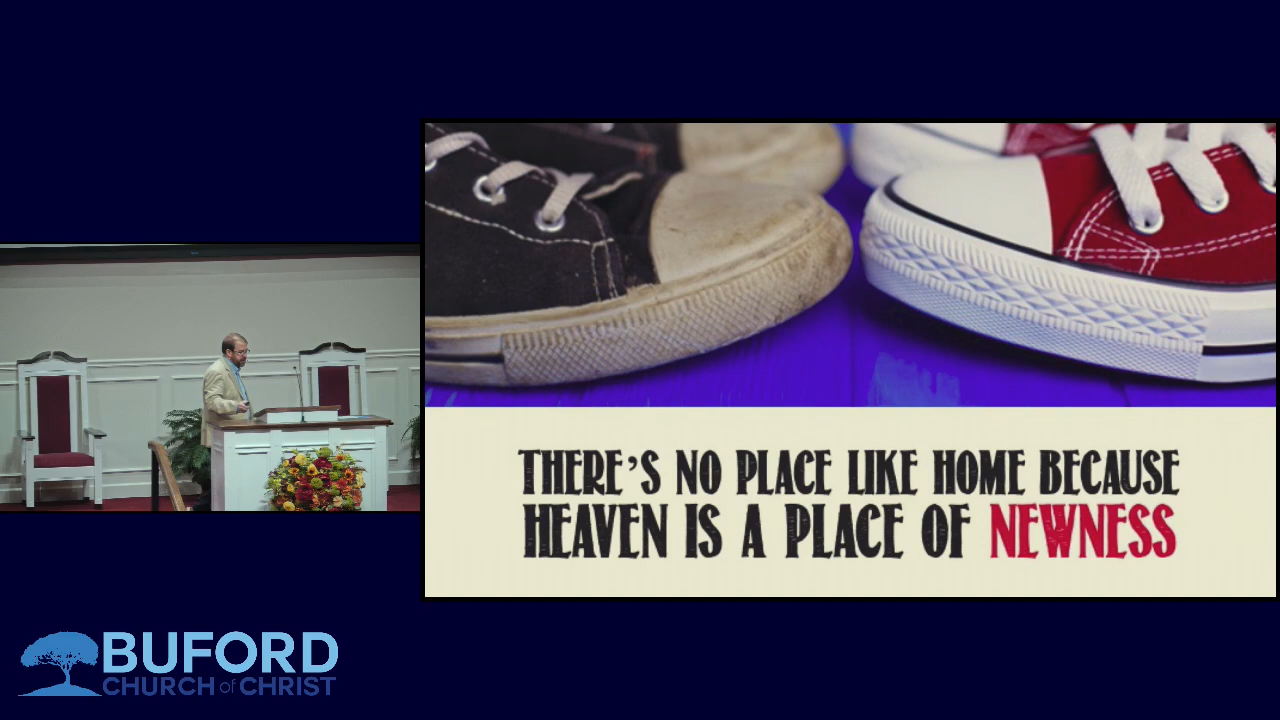 THERE'S NO PLACE LIKE HOME BECAUSE
HEAVEN IS A PLACE OF NEWNESS
BUFORD
CHURCH of CHRIST